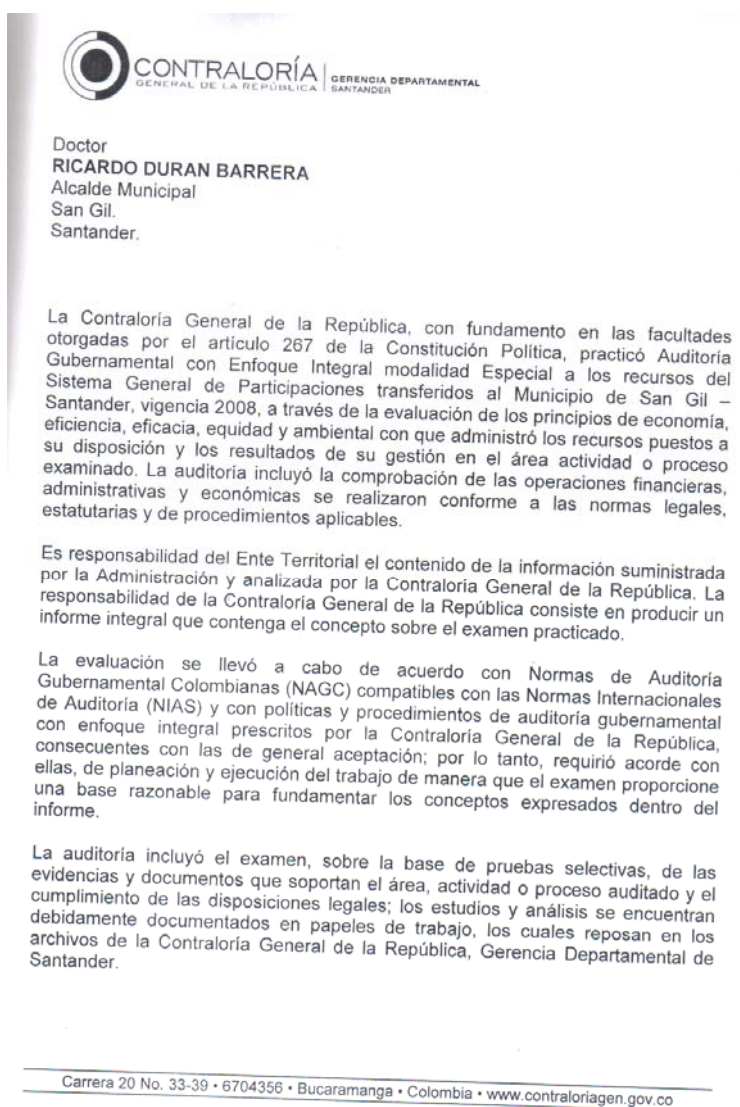 CONTRALORÍA
GENERAL DE LA REPÚBLICA
GERENCIA DEPARTAMENTAL
SANTANDER
Doctor
RICARDO DURAN BARRERA
Alcalde Municipal
San Gil.
Santander.
La Contraloría General de la República, con fundamento en las facultades
otorgadas por el artículo 267 de la Constitución Política, practicó Auditoría
Gubernamental con Enfoque Integral modalidad Especial a los recursos del
Sistema General de Participaciones transferidos al Municipio de San Gil –
Santander, vigencia 2008, a través de la evaluación de los principios de economía,
eficiencia, eficacia, equidad y ambiental con que administró los recursos puestos a
su disposición y los resultados de su gestión en el área actividad o proceso
examinado. La auditoría incluyó la comprobación de las operaciones financieras,
administrativas y económicas se realizaron conforme a las normas legales,
estatutarias y de procedimientos aplicables.
Es responsabilidad del Ente Territorial el contenido de la información suministrada
por la Administración y analizada por la Contraloría General de la República. La
responsabilidad de la Contraloría General de la República consiste en producir un
informe integral que contenga el concepto sobre el examen practicado.
La evaluación se llevó a cabo de acuerdo con Normas de Auditoría
Gubernamental Colombianas (NAGC) compatibles con las Normas Internacionales
de Auditoría (NIAS) y con políticas y procedimientos de auditoría gubernamental
con enfoque integral prescritos por la Contraloría General de la República,
consecuentes con las de general aceptación; por lo tanto, requirió acorde con
ellas, de planeación y ejecución del trabajo de manera que el examen proporcione
una base razonable para fundamentar los conceptos expresados dentro del
informe.
La auditoría incluyó el examen, sobre la base de pruebas selectivas, de las
evidencias y documentos que soportan el área, actividad o proceso auditado y el
cumplimiento de las disposiciones legales; los estudios y análisis se encuentran
debidamente documentados en papeles de trabajo, los cuales reposan en los
archivos de la Contraloría General de la República, Gerencia Departamental de
Santander.
Carrera 20 No. 33-39 • 6704356 • Bucaramanga • Colombia • www.contraloriagen.gov.co